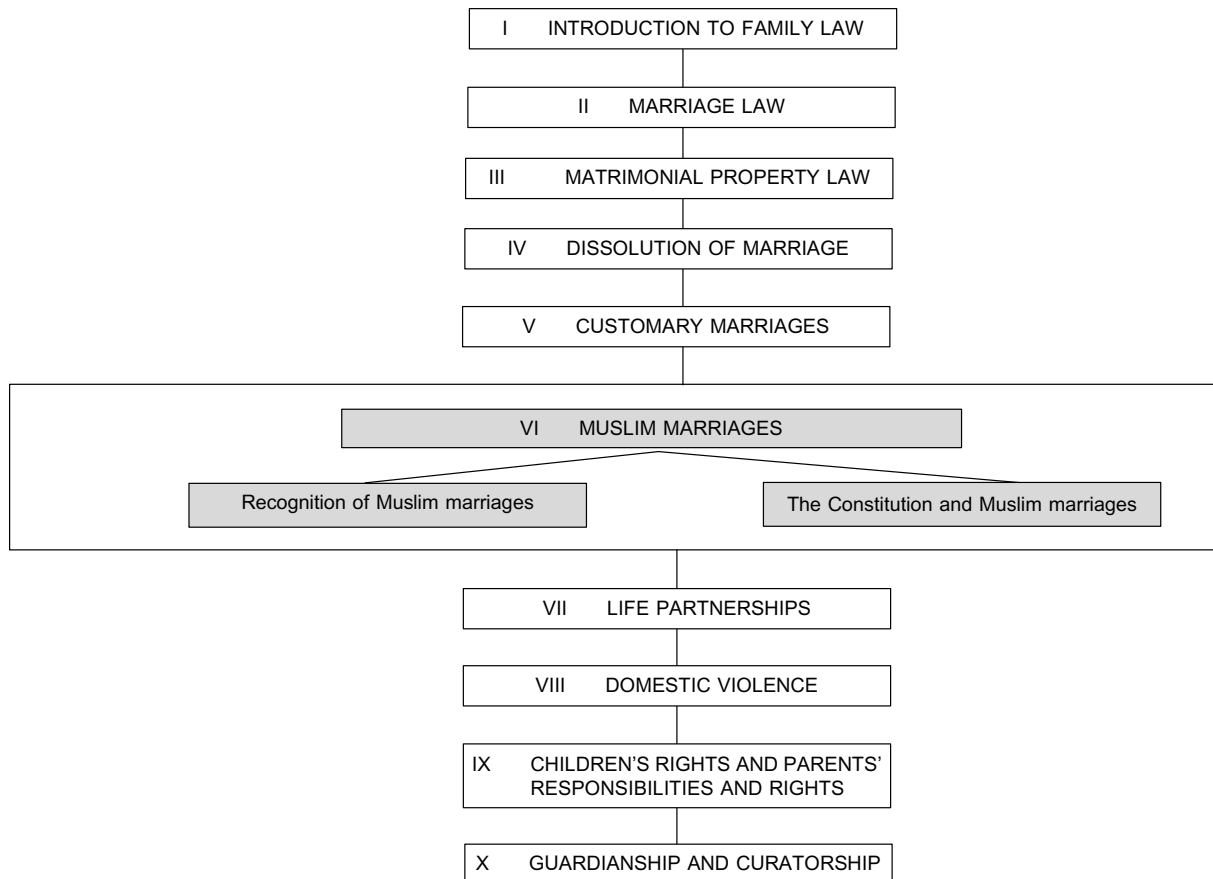 I INTRODUCTION TO FAMILY LAW
II MARRIAGE LAW
III MATRIMONIAL PROPERTY LAW
IV DISSOLUTION OF MARRIAGE
V CUSTOMARY MARRIAGES
VI MUSLIM MARRIAGES
Recognition of Muslim marriages
The Constitution and Muslim marriages
VII LIFE PARTNERSHIPS
VIII DOMESTIC VIOLENCE
IX CHILDREN’S RIGHTS AND PARENTS’
RESPONSIBILITIES AND RIGHTS
X GUARDIANSHIP AND CURATORSHIP